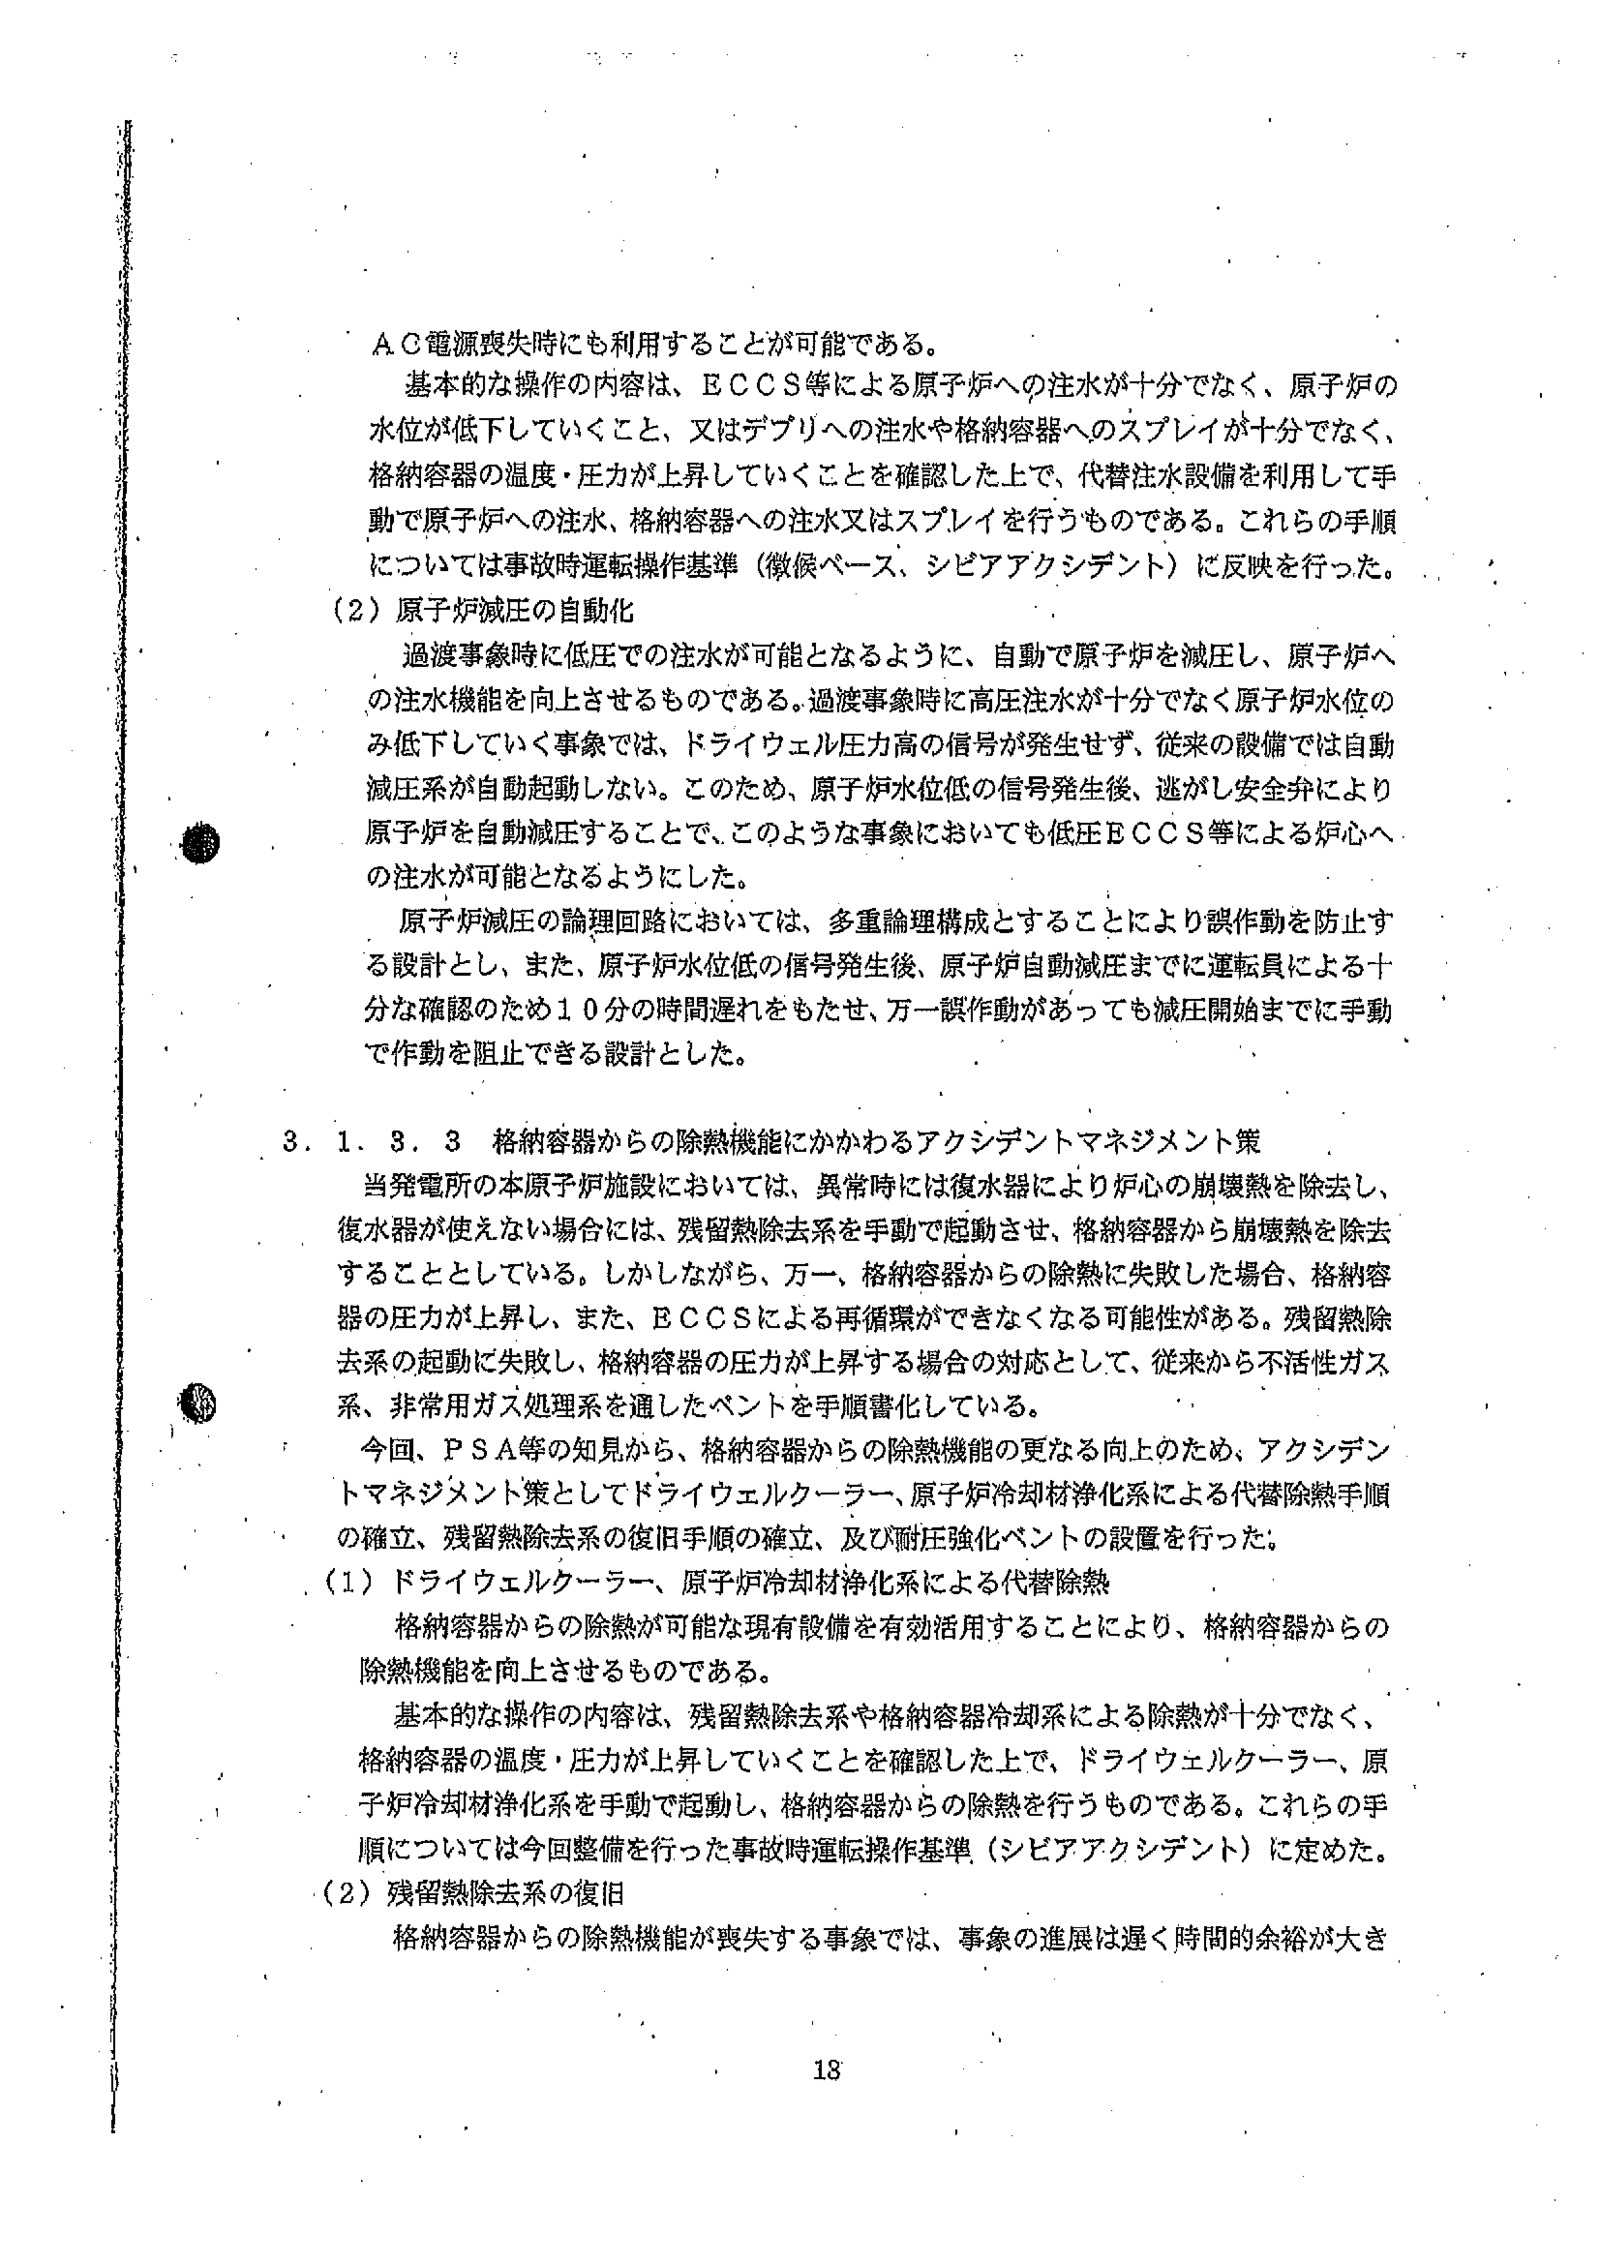 ＡＣ電源喪失時にも利用することが可能である。
基本的な操作の内容は、ＥＣＣＳ等による原子炉への注水が十分でなく、原子炉の
水位が低下していくこと、又はデブリへの注水や格納容器へのスプレイが十分でなく、
格納容器の温度・圧力が上昇していくことを確認した上で、代替注水設備を利用して手
動で原子炉への注水、格納容器への注水又はスプレイを行うものである。これらの手順
については事故時運転操作基準（徴候ベース、シビアアクシデント）に反映を行った。
（２）原子炉減圧の自動化
過渡事象時に低圧での注水が可能となるように、自動で原子炉を減圧し、原子炉へ
の注水機能を向上させるものである。過渡事象時に高圧注水が十分でなく原子炉水位の
み低下していく事象では、ドライウェル圧力高の信号が発生せず、従来の設備では自動
減圧系が自動起動しない。このため、原子炉水位低の信号発生後、逃がし安全弁により
原子炉を自動減圧することで、このような事象においても低圧ＥＣＣＳ等による炉心へ
の注水が可能となるようにした。
原子炉減圧の論理回路においては、多重論理構成とすることにより誤作動を防止す
る設計とし、また、原子炉水位低の信号発生後、原子炉自動減圧までに運転員による十
分な確認のため１０分の時間遅れをもたせ、万一誤作動があっても減圧開始までに手動
で作動を阻止できる設計とした。
３．１．３．３　格納容器からの除熱機能にかかわるアクシデントマネジメント策
当発電所の本原子炉施設においては、異常時には復水器により炉心の崩壊熱を除去し、
復水器が使えない場合には、残留熱除去系を手動で起動させ、格納容器から崩壊熱を除去
することとしている。しかしながら、万一、格納容器からの除熱に失敗した場合、格納容
器の圧力が上昇し、また、ＥＣＣＳによる再循環ができなくなる可能性がある。残留熱除
去系の起動に失敗し、格納容器の圧力が上昇する場合の対応として、従来から不活性ガス
系、非常用ガス処理系を通したベントを手順書化している。
今回、ＰＳＡ等の知見から、格納容器からの除熱機能の更なる向上のため、アクシデン
トマネジメント策としてドライウェルクーラー、原子炉冷却材浄化系による代替除熱手順
の確立、残留熱除去系の復旧手順の確立、及び耐圧強化ベントの設置を行った。
（１）ドライウェルクーラー、原子炉冷却材浄化系による代替除熱
格納容器からの除熱が可能な現有設備を有効活用することにより、格納容器からの
除熱機能を向上させるものである。
基本的な操作の内容は、残留熱除去系や格納容器冷却系による除熱が十分でなく、
格納容器の温度・圧力が上昇していくことを確認した上で、ドライウェルクーラー、原
子炉冷却材浄化系を手動で起動し、格納容器からの除熱を行うものである。これらの手
順については今回整備を行った事故時運転操作基準（シビアアクシデント）に定めた。
（２）残留熱除去系の復旧
格納容器からの除熱機能が喪失する事象では、事象の進展は遅く時間的余裕が大き
18